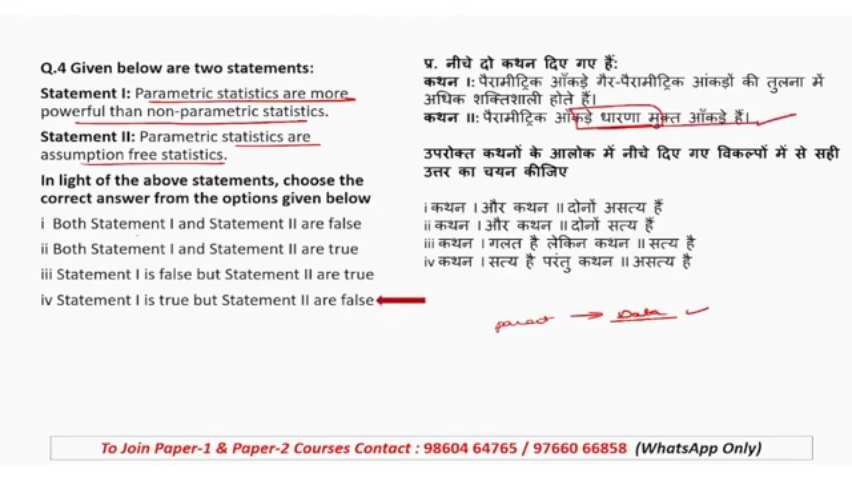 Q.4 Given below are two statements:
Statement I: Parametric statistics are more
powerful than non-parametric statistics.
Statement II: Parametric statistics are
assumption free statistics.
In light of the above statements, choose the
correct answer from the options given below
i Both Statement I and Statement II are false
ii Both Statement I and Statement II are true
iii Statement I is false but Statement II are true
iv Statement I is true but Statement II are false
प्र. नीचे दो कथन दिए गए हैं:
कथन I: पैरामीट्रिक आँकड़े गैर-पैरामीट्रिक आंकड़ों की तुलना में
अधिक शक्तिशाली होते हैं।
कथन II: पैरामीट्रिक आँकड़े धारणा मुक्त आँकड़े हैं।
उपरोक्त कथनों के आलोक में नीचे दिए गए विकल्पों में से सही
उत्तर का चयन कीजिए
i कथन I और कथन II दोनों असत्य हैं
ii कथन I और कथन II दोनों सत्य हैं
iii कथन I गलत है लेकिन कथन II सत्य है
iv कथन I सत्य है परंतु कथन II असत्य है
Data
To Join Paper-1 & Paper-2 Courses Contact : 98604 64765 / 97660 66858 (WhatsApp Only)